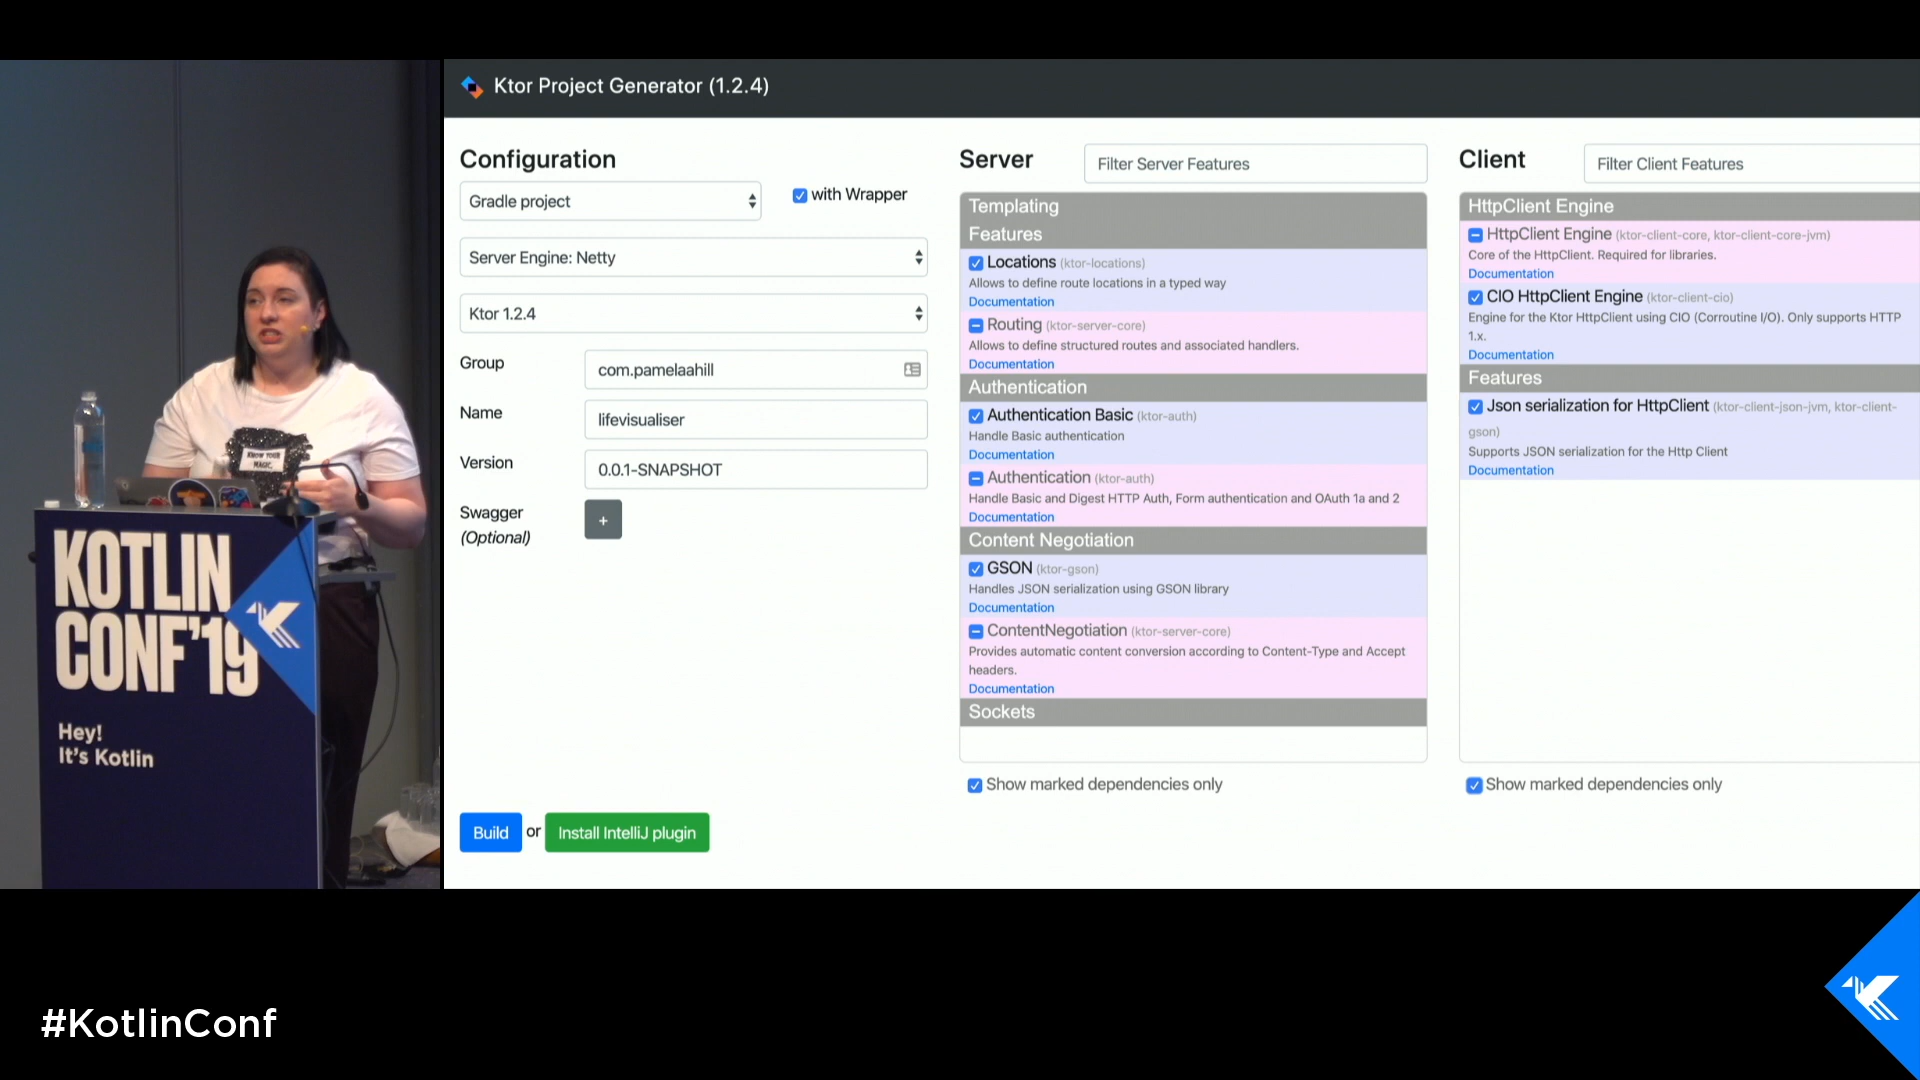 Ktor Project Generator (1.2.4)
Configuration
Gradle project
with Wrapper
Server Engine: Netty
Ktor 1.2.4
Group
com.pamelaahill
Name
lifevisualiser
Version
0.0.1-SNAPSHOT
Swagger
(Optional)
+
Build or Install IntelliJ plugin
Server
Filter Server Features
Templating
Features
Locations (ktor-locations)
Allows to define route locations in a typed way
Documentation
Routing (ktor-server-core)
Allows to define structured routes and associated handlers.
Documentation
Authentication
Authentication Basic (ktor-auth)
Handle Basic authentication
Documentation
Authentication (ktor-auth)
Handle Basic and Digest HTTP Auth, Form authentication and OAuth 1a and 2
Documentation
Content Negotiation
GSON (ktor-gson)
Handles JSON serialization using GSON library
Documentation
ContentNegotiation (ktor-server-core)
Provides automatic content conversion according to Content-Type and Accept
headers.
Documentation
Sockets
Show marked dependencies only
Client
Filter Client Features
HttpClient Engine
HttpClient Engine (ktor-client-core, ktor-client-core-jvm)
Core of the HttpClient. Required for libraries.
Documentation
CIO HttpClient Engine (ktor-client-cio)
Engine for the Ktor HttpClient using CIO (Corroutine I/O). Only supports HTTP
1.x.
Documentation
Features
Json serialization for HttpClient (ktor-client-json-jvm, ktor-client-
gson)
Supports JSON serialization for the Http Client
Documentation
Show marked dependencies only
KNOW YOUR
MAGIC.
KOTLIN
CONF'19
Hey!
It's Kotlin
#KotlinConf